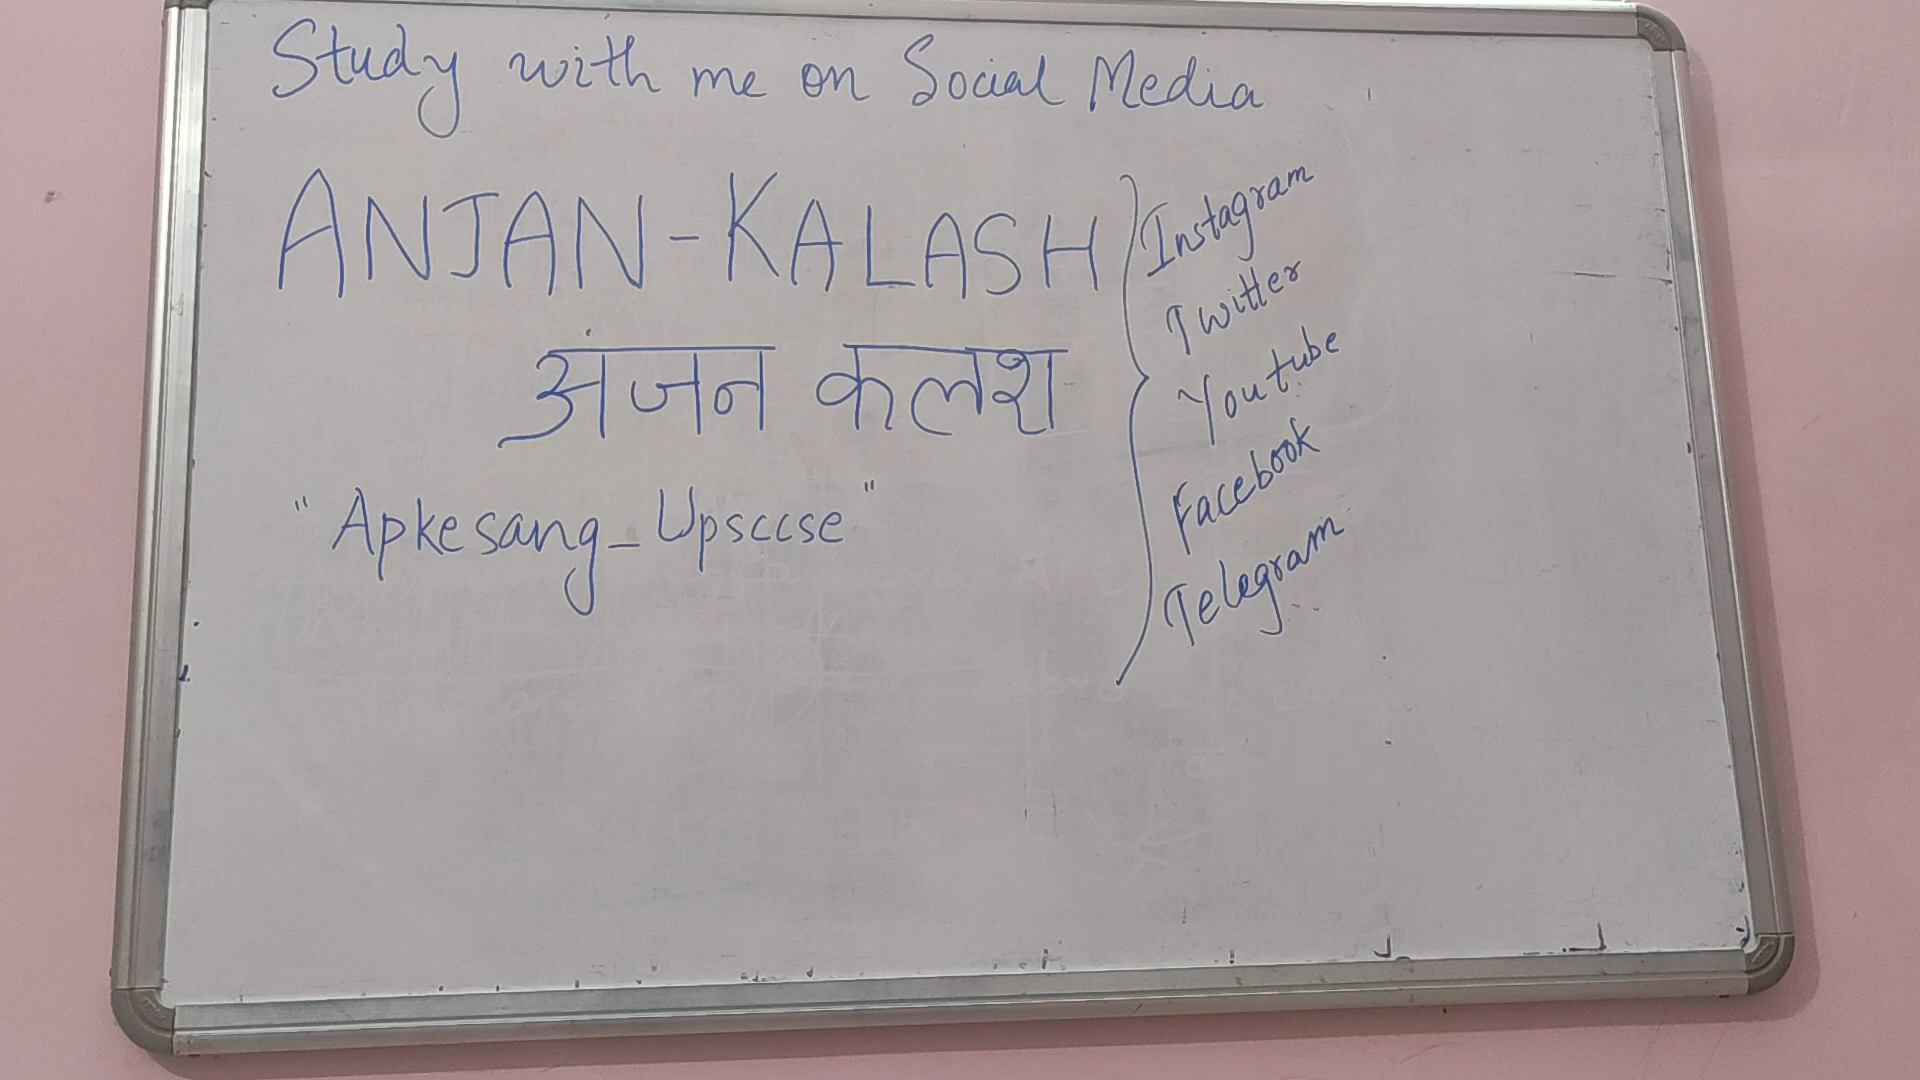 Study with me on Social Media
ANJAN-KALASH
अंजन कलश
"Apkesang_Upsccse"
Instagram
Twitter
Youtube
Facebook
Telegram